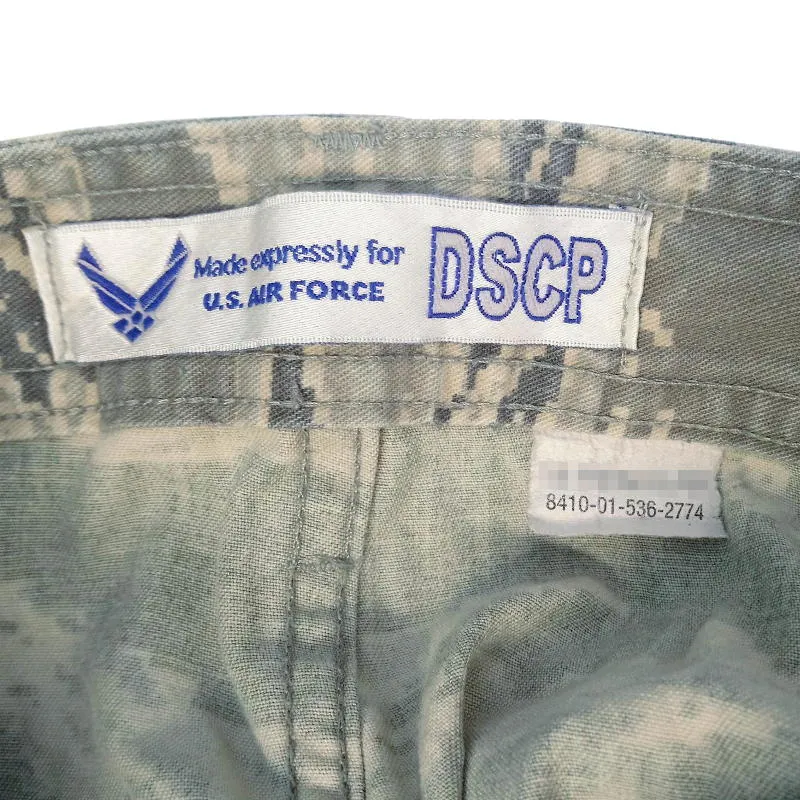 Made expressly for
U.S. AIR FORCE
DSCP
8410-01-536-2774